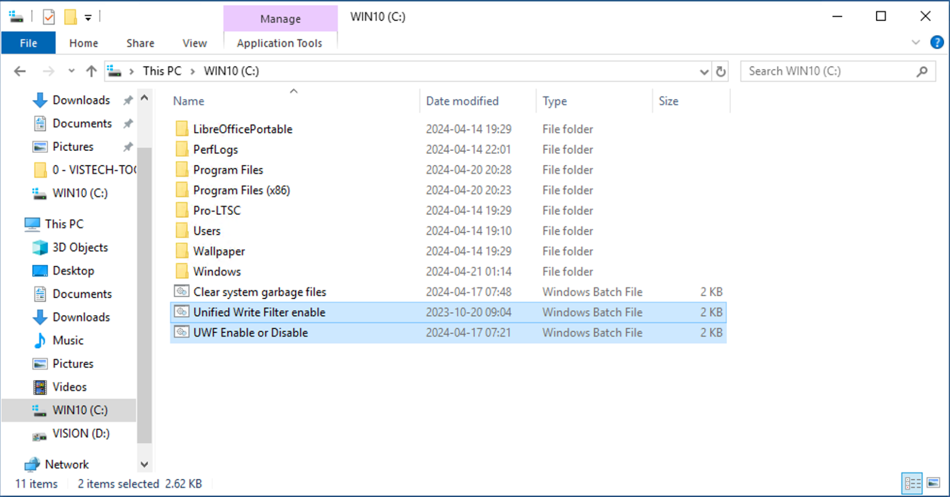 Manage WIN10 (C:)
File Home Share View Application Tools
This PC > WIN10 (C:) Search WIN10 (C:)
Name Date modified Type Size
Downloads
Documents
Pictures
0 - VISTECH-TOO
WIN10 (C:)
This PC
3D Objects
Desktop
Documents
Downloads
Music
Pictures
Videos
WIN10 (C:)
VISION (D:)
Network
LibreOfficePortable 2024-04-14 19:29 File folder
PerfLogs 2024-04-14 22:01 File folder
Program Files 2024-04-20 20:28 File folder
Program Files (x86) 2024-04-20 20:23 File folder
Pro-LTSC 2024-04-14 19:29 File folder
Users 2024-04-14 19:10 File folder
Wallpaper 2024-04-14 19:29 File folder
Windows 2024-04-21 01:14 File folder
Clear system garbage files 2024-04-17 07:48 Windows Batch File 2 KB
Unified Write Filter enable 2023-10-20 09:04 Windows Batch File 2 KB
UWF Enable or Disable 2024-04-17 07:21 Windows Batch File 2 KB
11 items 2 items selected 2.62 KB